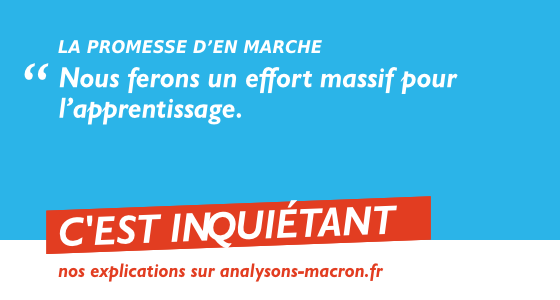 LA PROMESSE D’EN MARCHE
“ Nous ferons un effort massif pour
l’apprentissage.
C'EST INQUIÉTANT
nos explications sur analysons-macron.fr